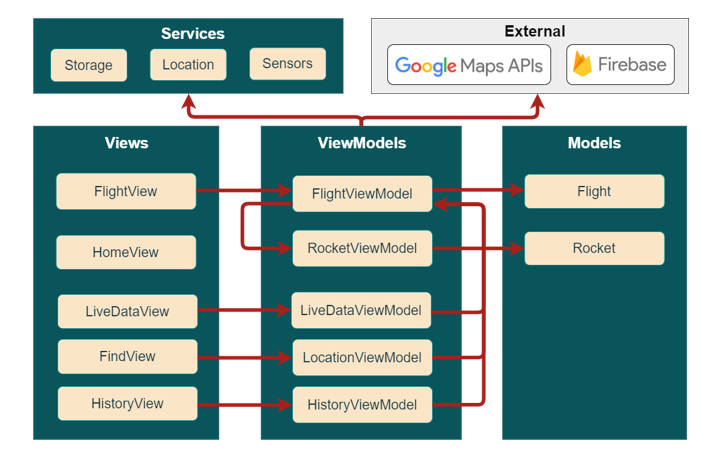 Services
Storage
Location
Sensors
External
Google Maps APIs
Firebase
Views
FlightView
HomeView
LiveDataView
FindView
HistoryView
ViewModels
FlightViewModel
RocketViewModel
LiveDataViewModel
LocationViewModel
HistoryViewModel
Models
Flight
Rocket